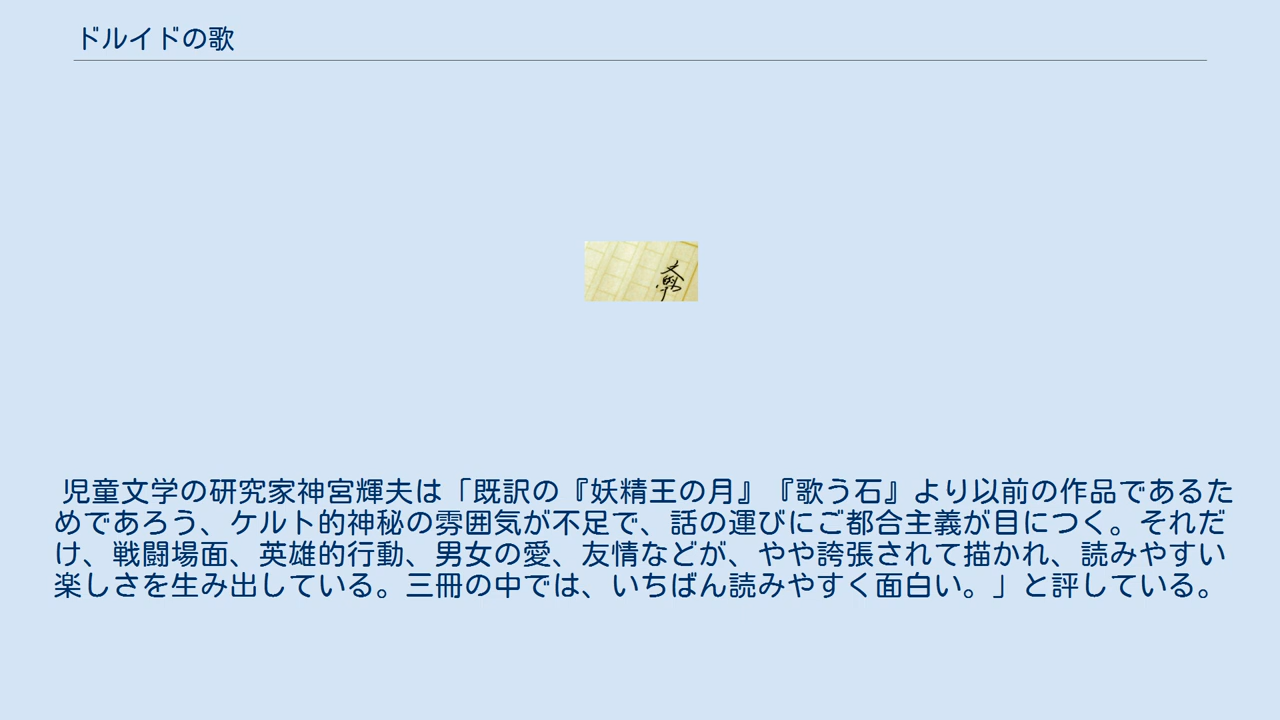 ドルイドの歌
児童文学の研究家神宮輝夫は「既訳の『妖精王の月』『歌う石』より以前の作品であるた
めであろう、ケルト的神秘の雰囲気が不足で、話の運びにご都合主義が目につく。それだ
け、戦闘場面、英雄的行動、男女の愛、友情などが、やや誇張されて描かれ、読みやすい
楽しさを生み出している。三冊の中では、いちばん読みやすく面白い。」と評している。